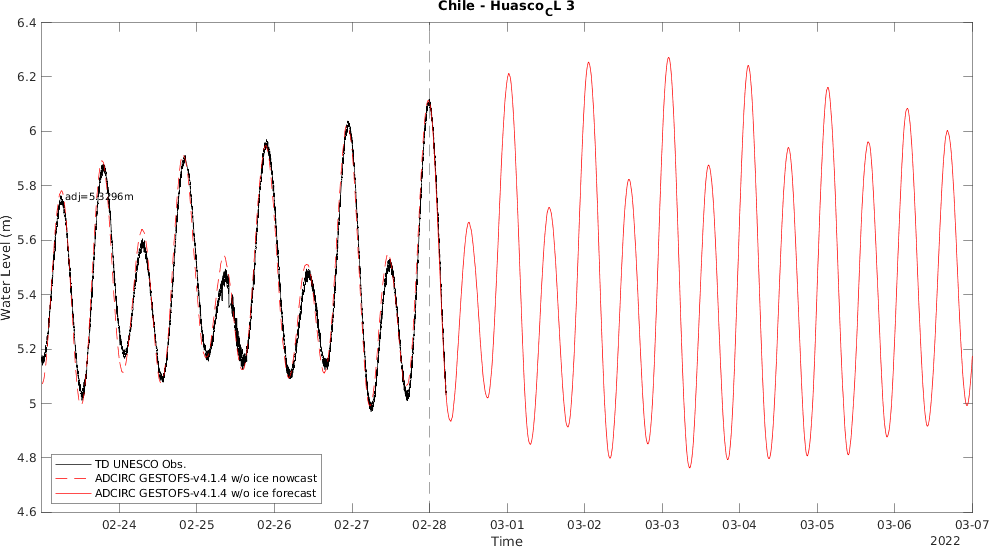 Chile - Huasco_CL 3
6.4
6.2
6
5.8
5.6
5.4
5.2
5
4.8
4.6
Water Level (m)
adj=5.3296m
TD UNESCO Obs.
ADCIRC GESTOFS-v4.1.4 w/o ice nowcast
ADCIRC GESTOFS-v4.1.4 w/o ice forecast
02-24 02-25 02-26 02-27 02-28 03-01 03-02 03-03 03-04 03-05 03-06 03-07
Time
2022